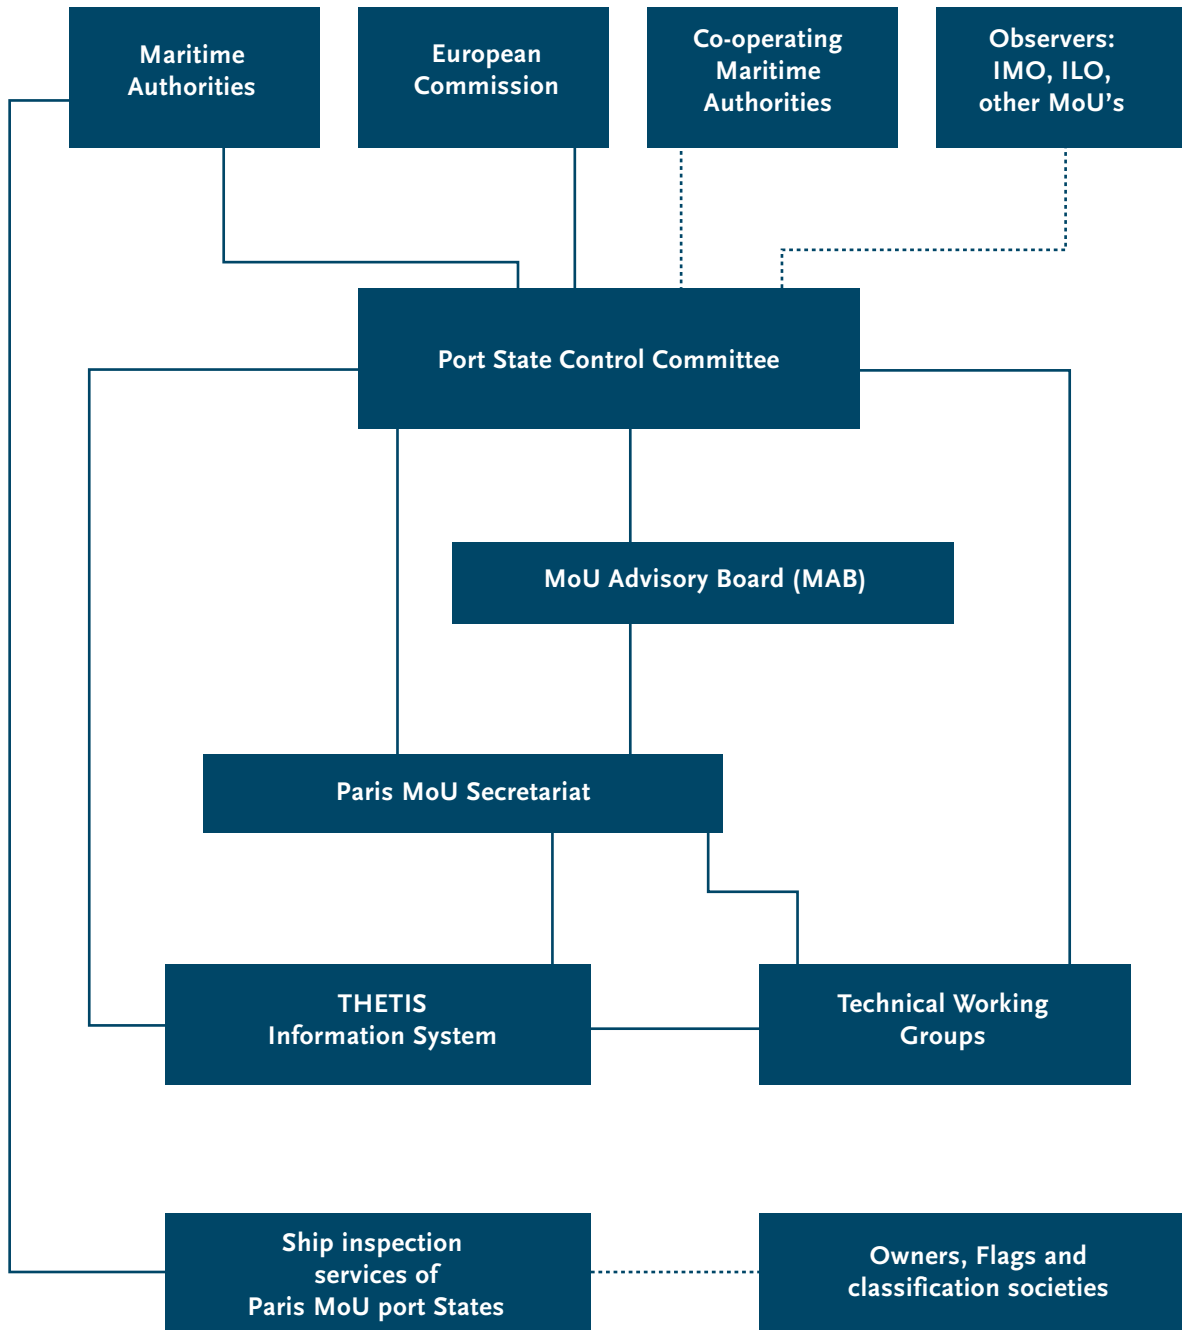 Maritime
Authorities
European
Commission
Co-operating
Maritime
Authorities
Observers:
IMO, ILO,
other MoU's
Port State Control Committee
MoU Advisory Board (MAB)
Paris MoU Secretariat
THETIS
Information System
Technical Working
Groups
Ship inspection
services of
Paris MoU port States
Owners, Flags and
classification societies